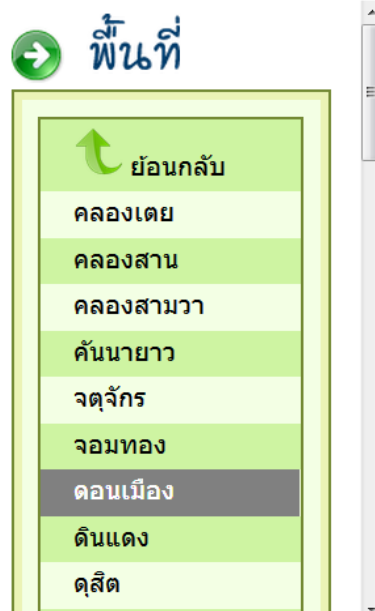 พื้นที่
ย้อนกลับ
คลองเตย
คลองสาน
คลองสามวา
คันนายาว
จตุจักร
จอมทอง
ดอนเมือง
ดินแดง
ดุสิต